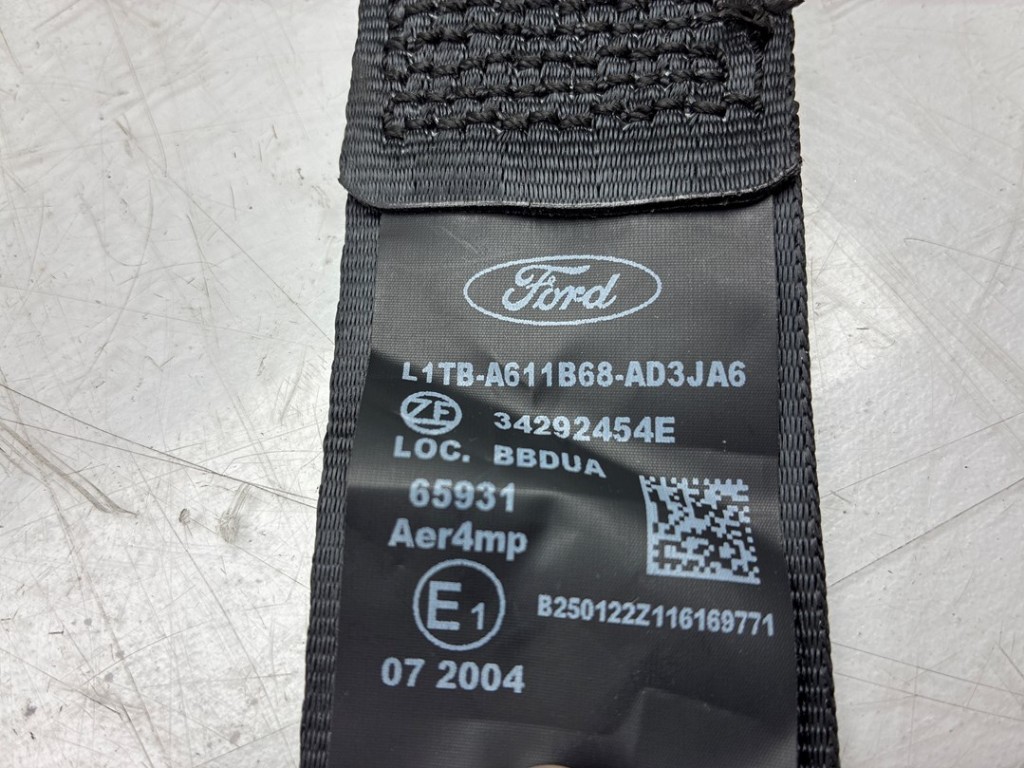 Ford
L1TB-A611B68-AD3JA6
ZF 34292454E
LOC. BBDUA
65931
Aer4mp
E1
B250122Z116169771
07 2004